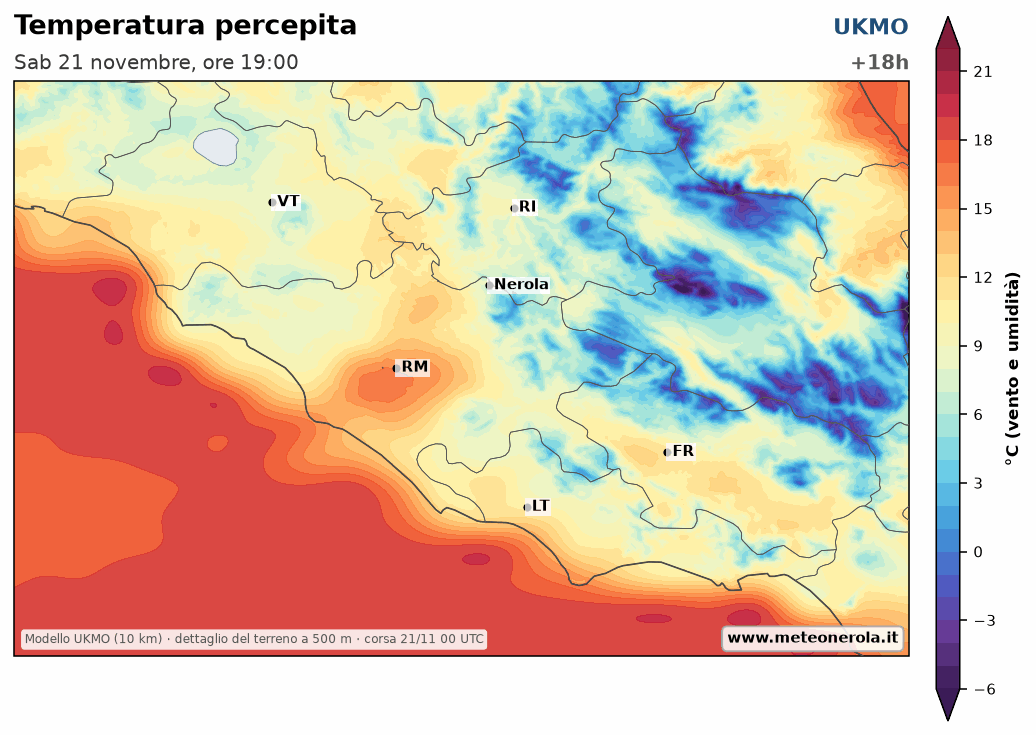 Temperatura percepita
UKMO
Sab 21 novembre, ore 19:00
+18h
VT
RI
Nerola
RM
FR
LT
21
18
15
12
9
6
3
0
−3
−6
°C (vento e umidità)
Modello UKMO (10 km) · dettaglio del terreno a 500 m · corsa 21/11 00 UTC
www.meteonerola.it